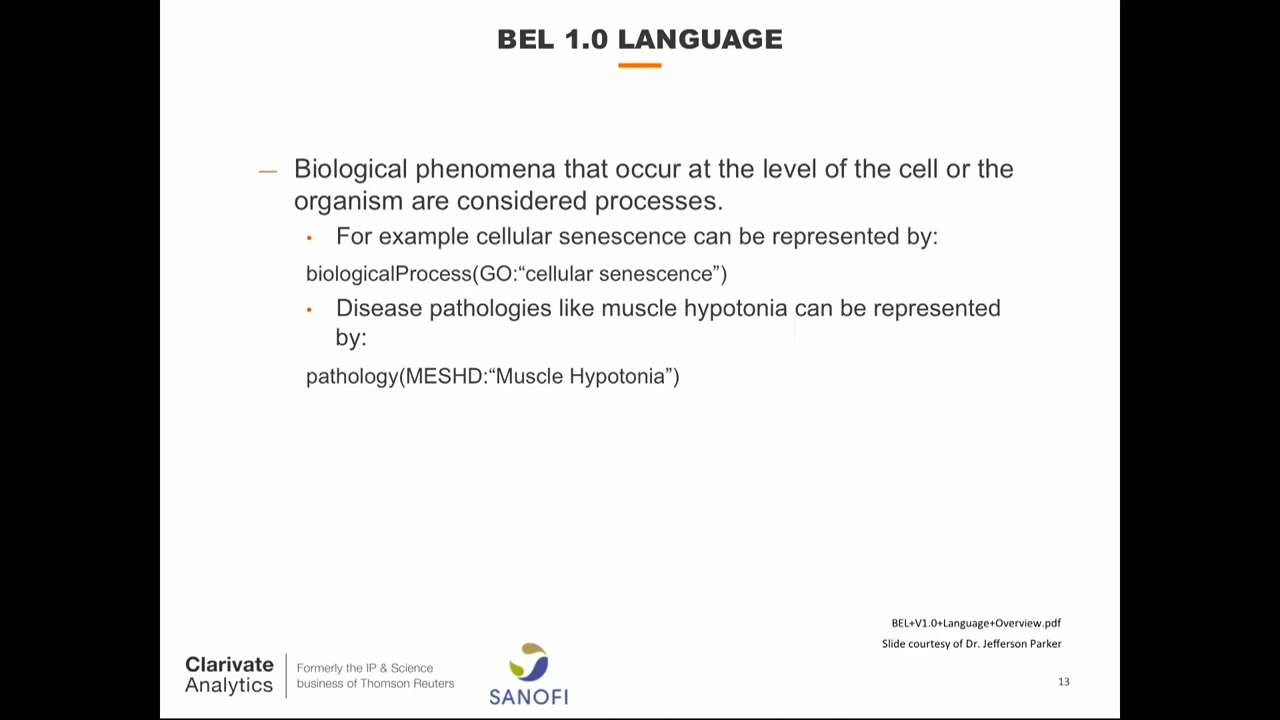 BEL 1.0 LANGUAGE
— Biological phenomena that occur at the level of the cell or the
organism are considered processes.
• For example cellular senescence can be represented by:
biologicalProcess(GO:“cellular senescence”)
• Disease pathologies like muscle hypotonia can be represented
by:
pathology(MESHD:“Muscle Hypotonia”)
BEL+V1.0+Language+Overview.pdf
Slide courtesy of Dr. Jefferson Parker
Clarivate
Analytics
Formerly the IP & Science
business of Thomson Reuters
SANOFI
13